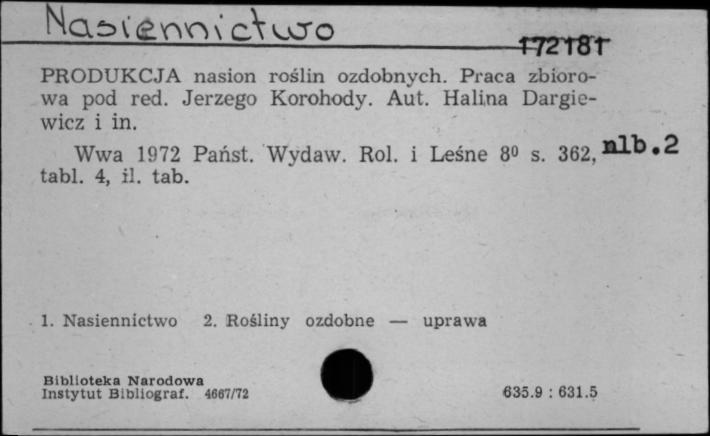 Nasiennictwo
172181
PRODUKCJA nasion roślin ozdobnych. Praca zbioro-
wa pod red. Jerzego Korohody. Aut. Halina Dargie-
wicz i in.
Wwa 1972 Państ. Wydaw. Rol. i Leśne 8⁰ s. 362, nlb.2
tabl. 4, il. tab.
1. Nasiennictwo 2. Rośliny ozdobne — uprawa
Biblioteka Narodowa
Instytut Bibliograf. 4667/72 635.9 : 631.5